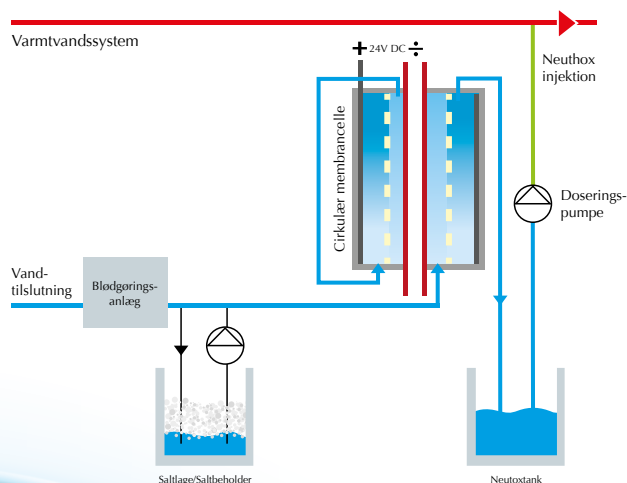 Varmtvandssystem
+ 24V DC ÷
Neuthox
injektion
Cirkulær membrancelle
Doserings-
pumpe
Vand-
tilslutning
Blødgørings-
anlæg
Saltlage/Saltbeholder
Neutoxtank